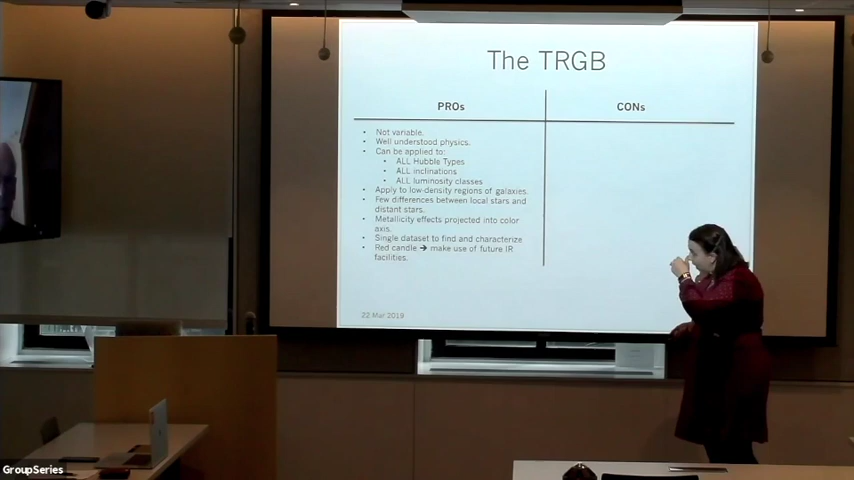 The TRGB
PROs
CONs
Not variable.
Well understood physics.
Can be applied to:
ALL Hubble Types
ALL inclinations
ALL luminosity classes
Apply to low-density regions of galaxies.
Few differences between local stars and
distant stars.
Metallicity effects projected into color
axis.
Single dataset to find and characterize
Red candle → make use of future IR
facilities.
22 Mar 2019
GroupSeries